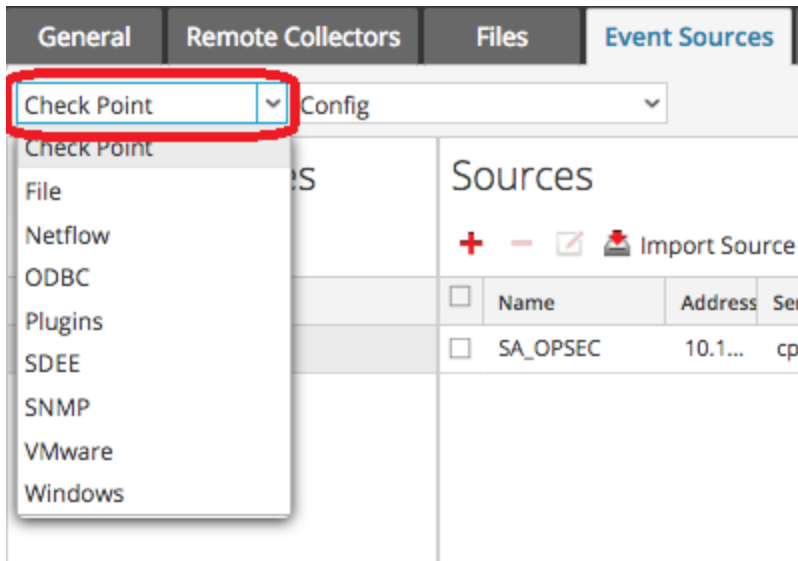 General Remote Collectors Files Event Sources
Check Point Config
Check Point
File
Netflow
ODBC
Plugins
SDEE
SNMP
VMware
Windows
Sources
Import Source
Name Address
SA_OPSEC 10.1...